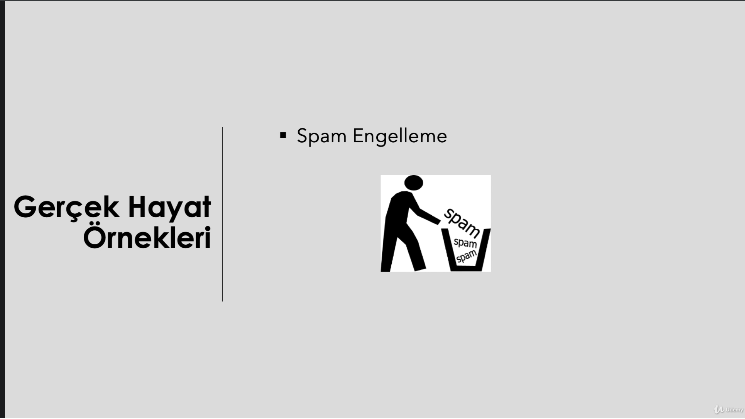 Gerçek Hayat
Örnekleri
▪ Spam Engelleme
spam
spam
spam